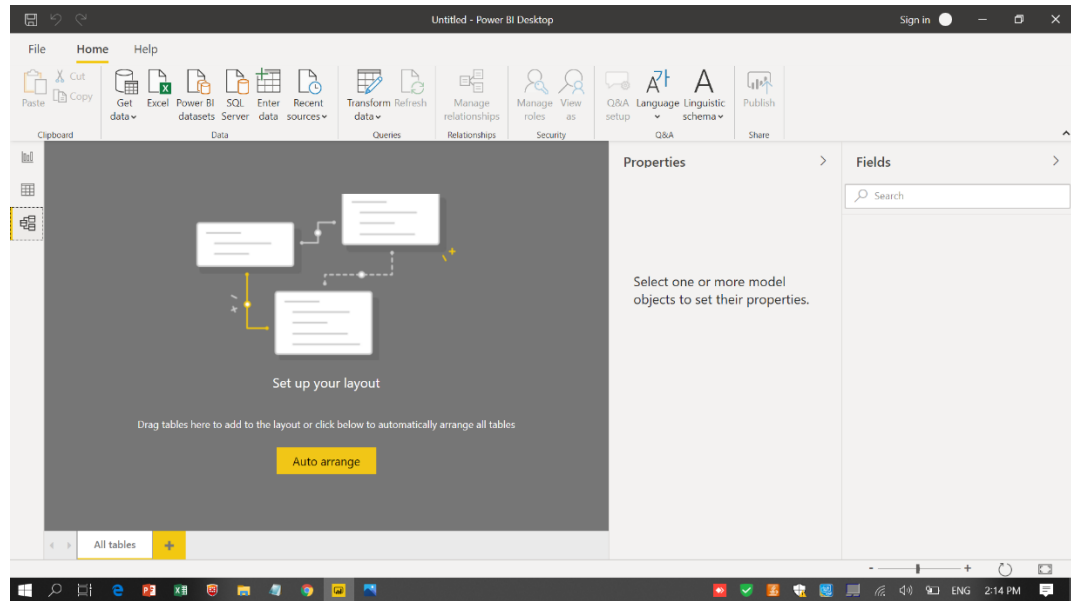 Untitled - Power BI Desktop
Sign in
File Home Help
Paste
Cut
Copy
Get data
Excel
Power BI datasets
SQL Server
Enter data
Recent sources
Transform data
Refresh
Manage relationships
Manage roles
View as
Q&A setup
Language
Linguistic schema
Publish
Clipboard
Data
Queries
Relationships
Security
Q&A
Share
Properties
Fields
Search
Select one or more model
objects to set their properties.
Set up your layout
Drag tables here to add to the layout or click below to automatically arrange all tables
Auto arrange
All tables
+
- +
ENG 2:14 PM